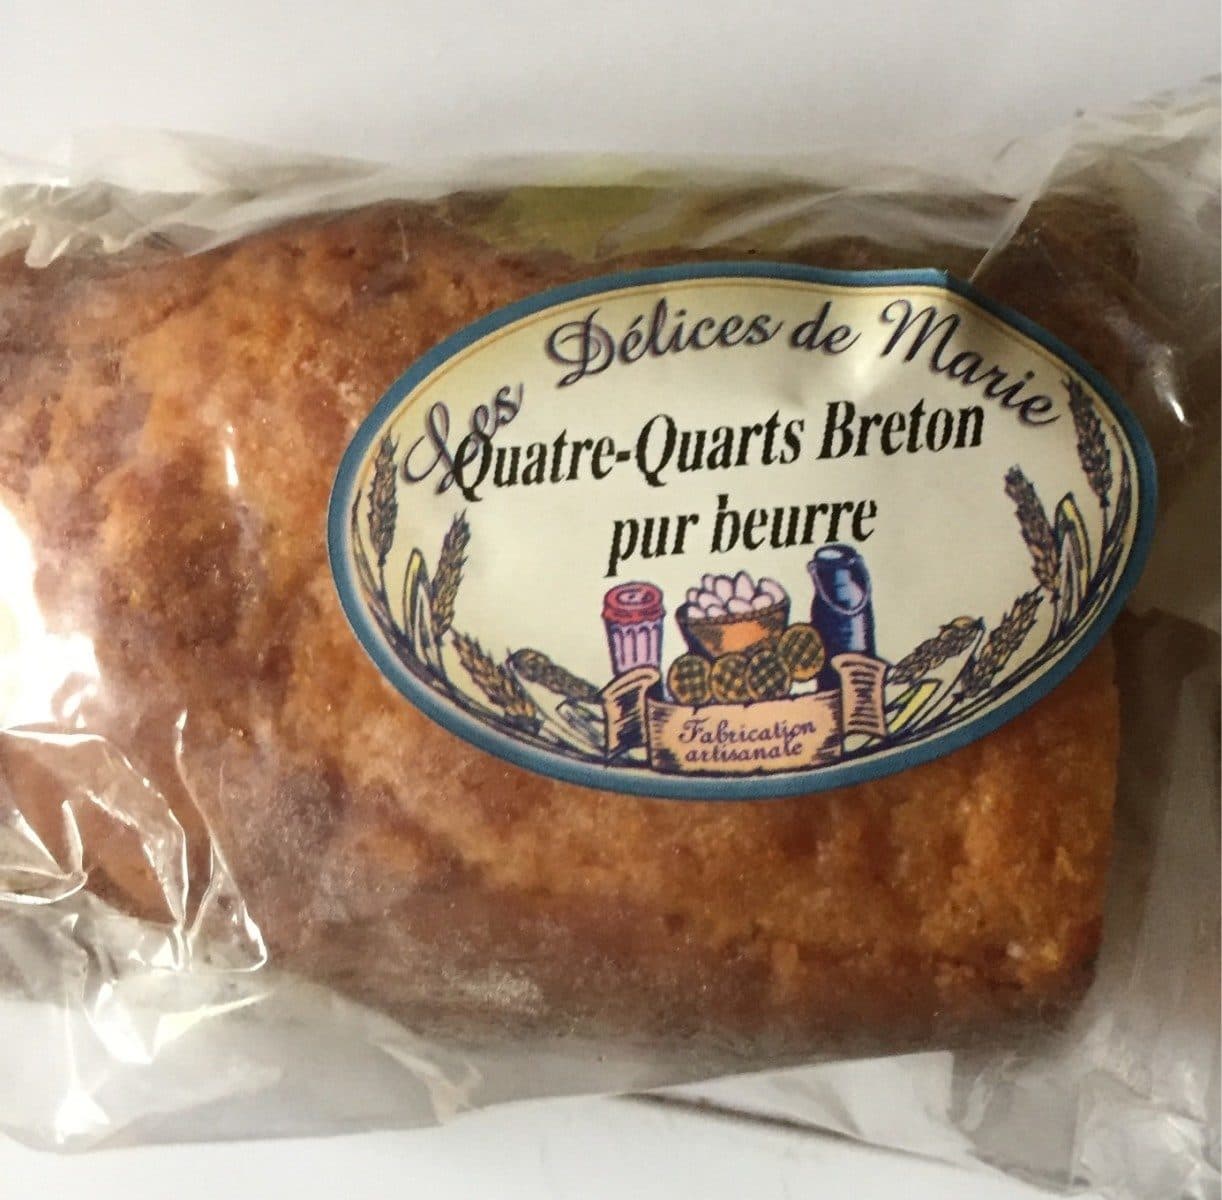 Les Délices de Marie
Quatre-Quarts Breton
pur beurre
Fabrication
artisanale